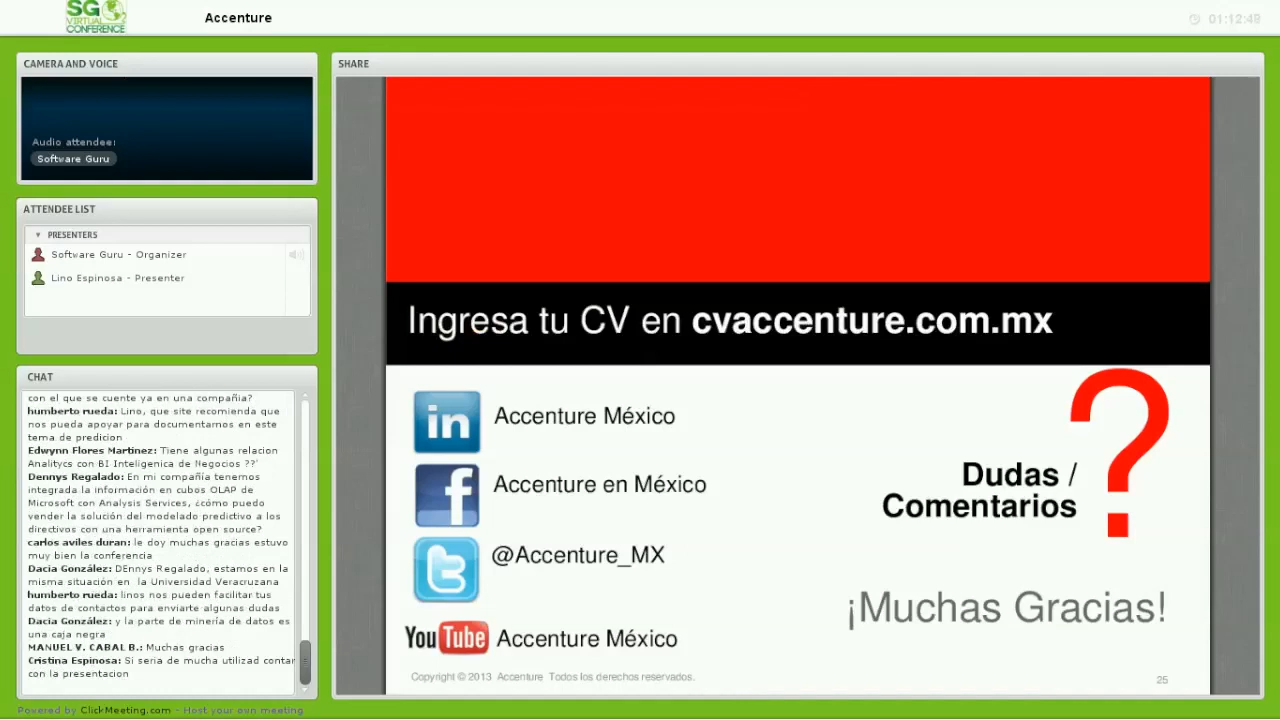 SG
VIRTUAL
CONFERENCE
Accenture
01:12:48
CAMERA AND VOICE
Audio attendee:
Software Guru
ATTENDEE LIST
PRESENTERS
Software Guru - Organizer
Lino Espinosa - Presenter
CHAT
con el que se cuente ya en una compañia?
humberto rueda: Lino, que site recomienda que
nos pueda apoyar para documentarnos en este
tema de predicion
Edwynn Flores Martinez: Tiene algunas relacion
Analitycs con BI Inteligenica de Negocios ??´
Dennys Regalado: En mi compañía tenemos
integrada la información en cubos OLAP de
Microsoft con Analysis Services, ¿cómo puedo
vender la solución del modelado predictivo a los
directivos con una herramienta open source?
carlos aviles duran: le doy muchas gracias estuvo
muy bien la conferencia
Dacia González: DEnnys Regalado, estamos en la
misma situación en la Universidad Veracruzana
humberto rueda: linos nos pueden facilitar tus
datos de contactos para enviarte algunas dudas
Dacia González: y la parte de minería de datos es
una caja negra
MANUEL V. CABAL B.: Muchas gracias
Cristina Espinosa: Si seria de mucha utilizad contar
con la presentacion
Powered by ClickMeeting.com - Host your own meeting
SHARE
Ingresa tu CV en cvaccenture.com.mx
in Accenture México
f Accenture en México
@Accenture_MX
YouTube Accenture México
Dudas /
Comentarios
?
¡Muchas Gracias!
Copyright © 2013 Accenture Todos los derechos reservados.
25